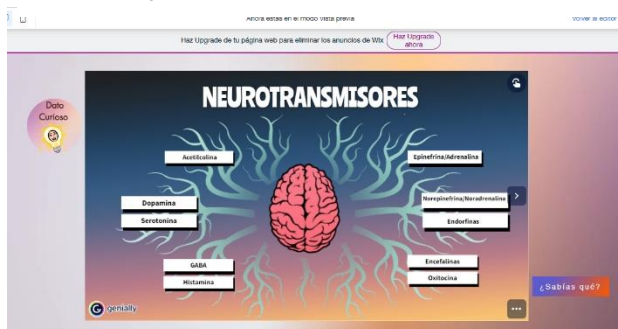 Ahora estás en el modo vista previa
Volver al editor
Haz Upgrade de tu página web para eliminar los anuncios de Wix
Haz Upgrade
ahora
Dato
Curioso
NEUROTRANSMISORES
Acetilcolina
Epinefrina/Adrenalina
Dopamina
Norepinefrina/Noradrenalina
Serotonina
Endorfinas
GABA
Encefalinas
Histamina
Oxitocina
¿Sabías qué?
genially